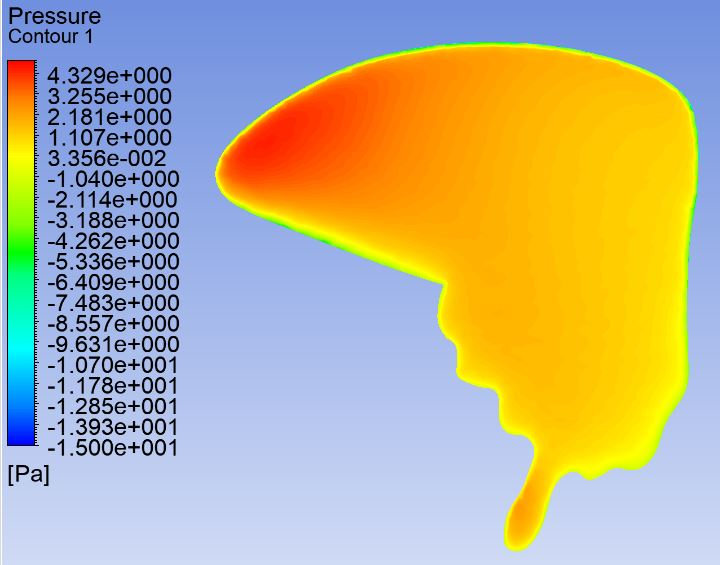 Pressure
Contour 1
4.329e+000
3.255e+000
2.181e+000
1.107e+000
3.356e-002
-1.040e+000
-2.114e+000
-3.188e+000
-4.262e+000
-5.336e+000
-6.409e+000
-7.483e+000
-8.557e+000
-9.631e+000
-1.070e+001
-1.178e+001
-1.285e+001
-1.393e+001
-1.500e+001
[Pa]